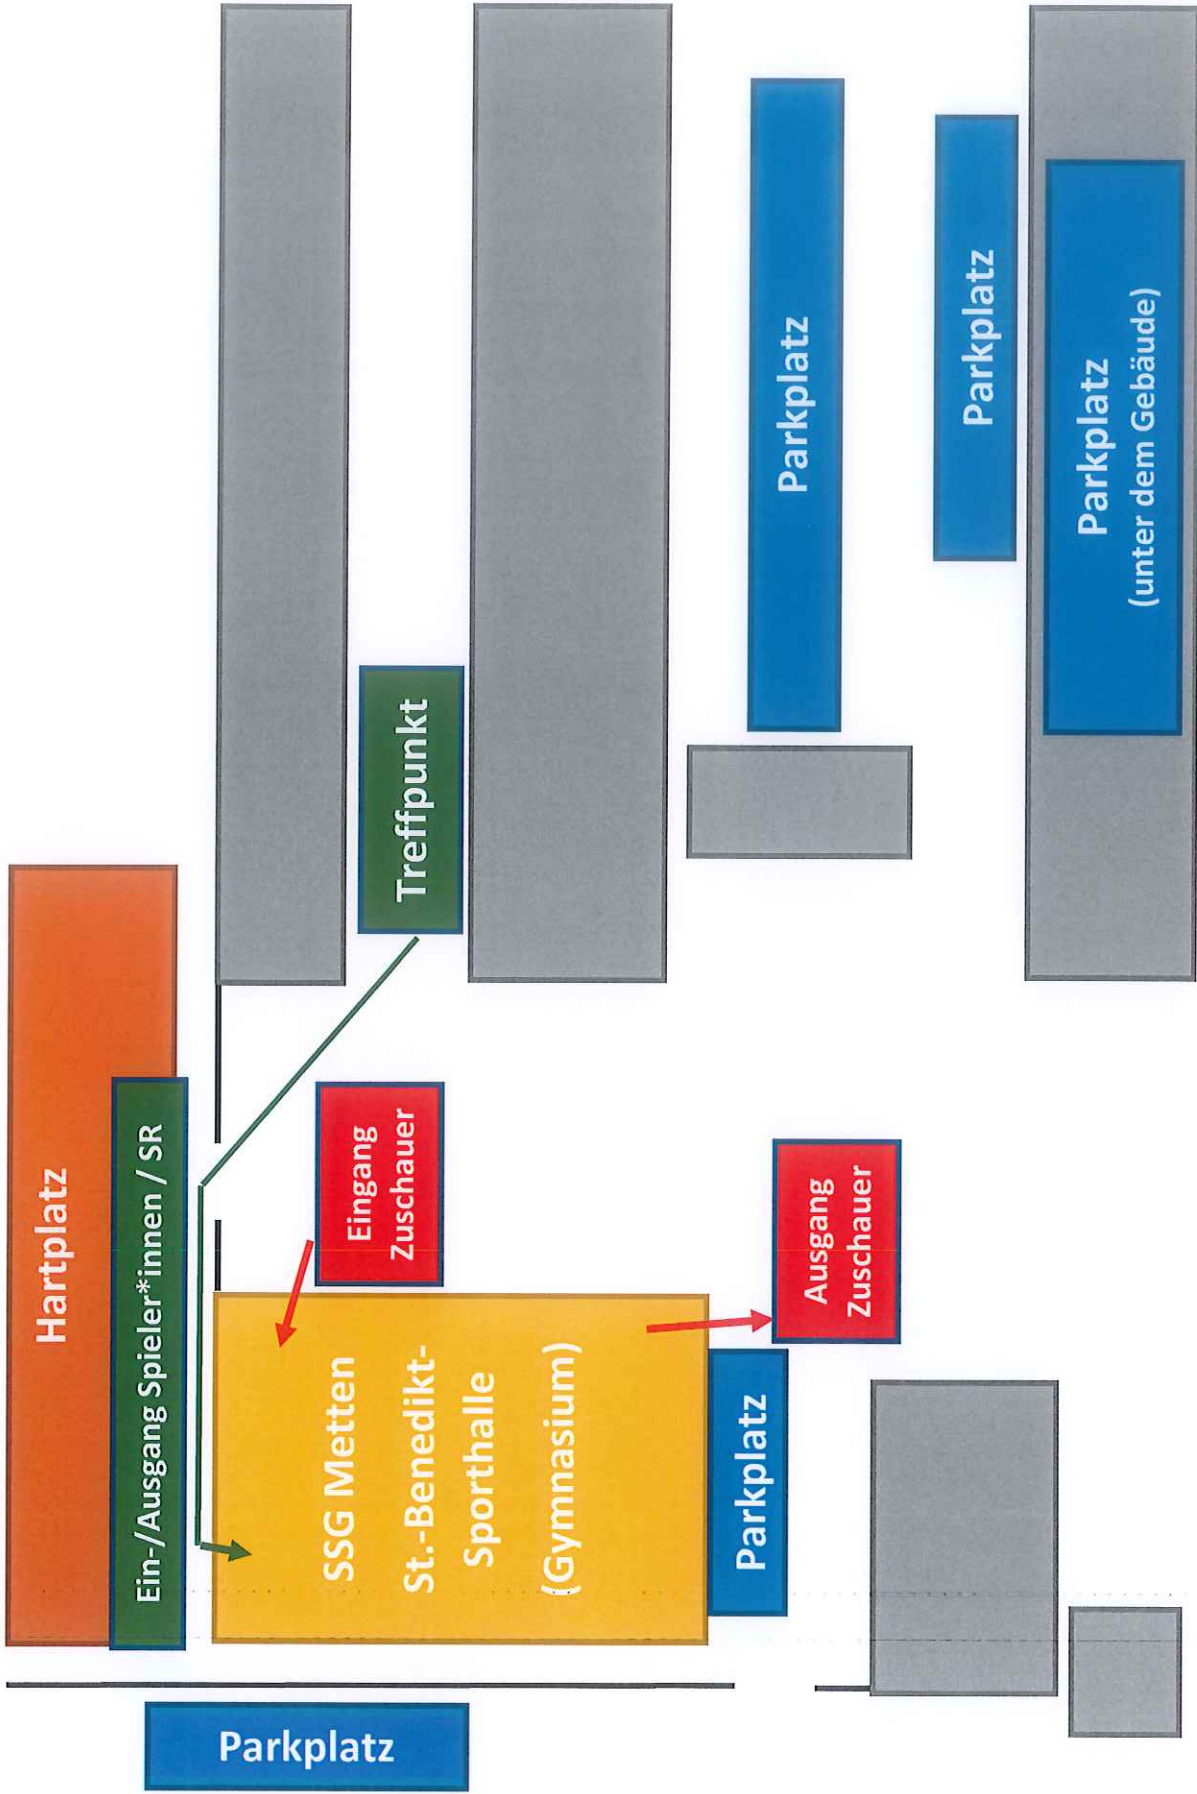 Hartplatz
Ein-/Ausgang Spieler*innen / SR
Treffpunkt
Eingang
Zuschauer
SSG Metten
St.-Benedikt-
Sporthalle
(Gymnasium)
Ausgang
Zuschauer
Parkplatz
Parkplatz
Parkplatz
Parkplatz
Parkplatz
(unter dem Gebäude)